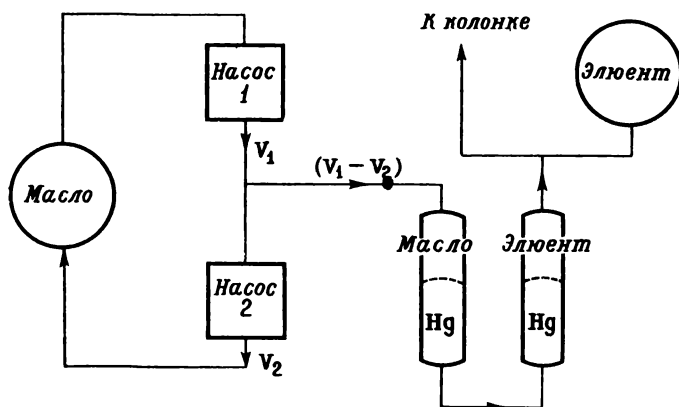 Насос
1
V₁
Масло
(V₁ – V₂)
Насос
2
V₂
К колонке
Элюент
Масло
Элюент
Hg
Hg